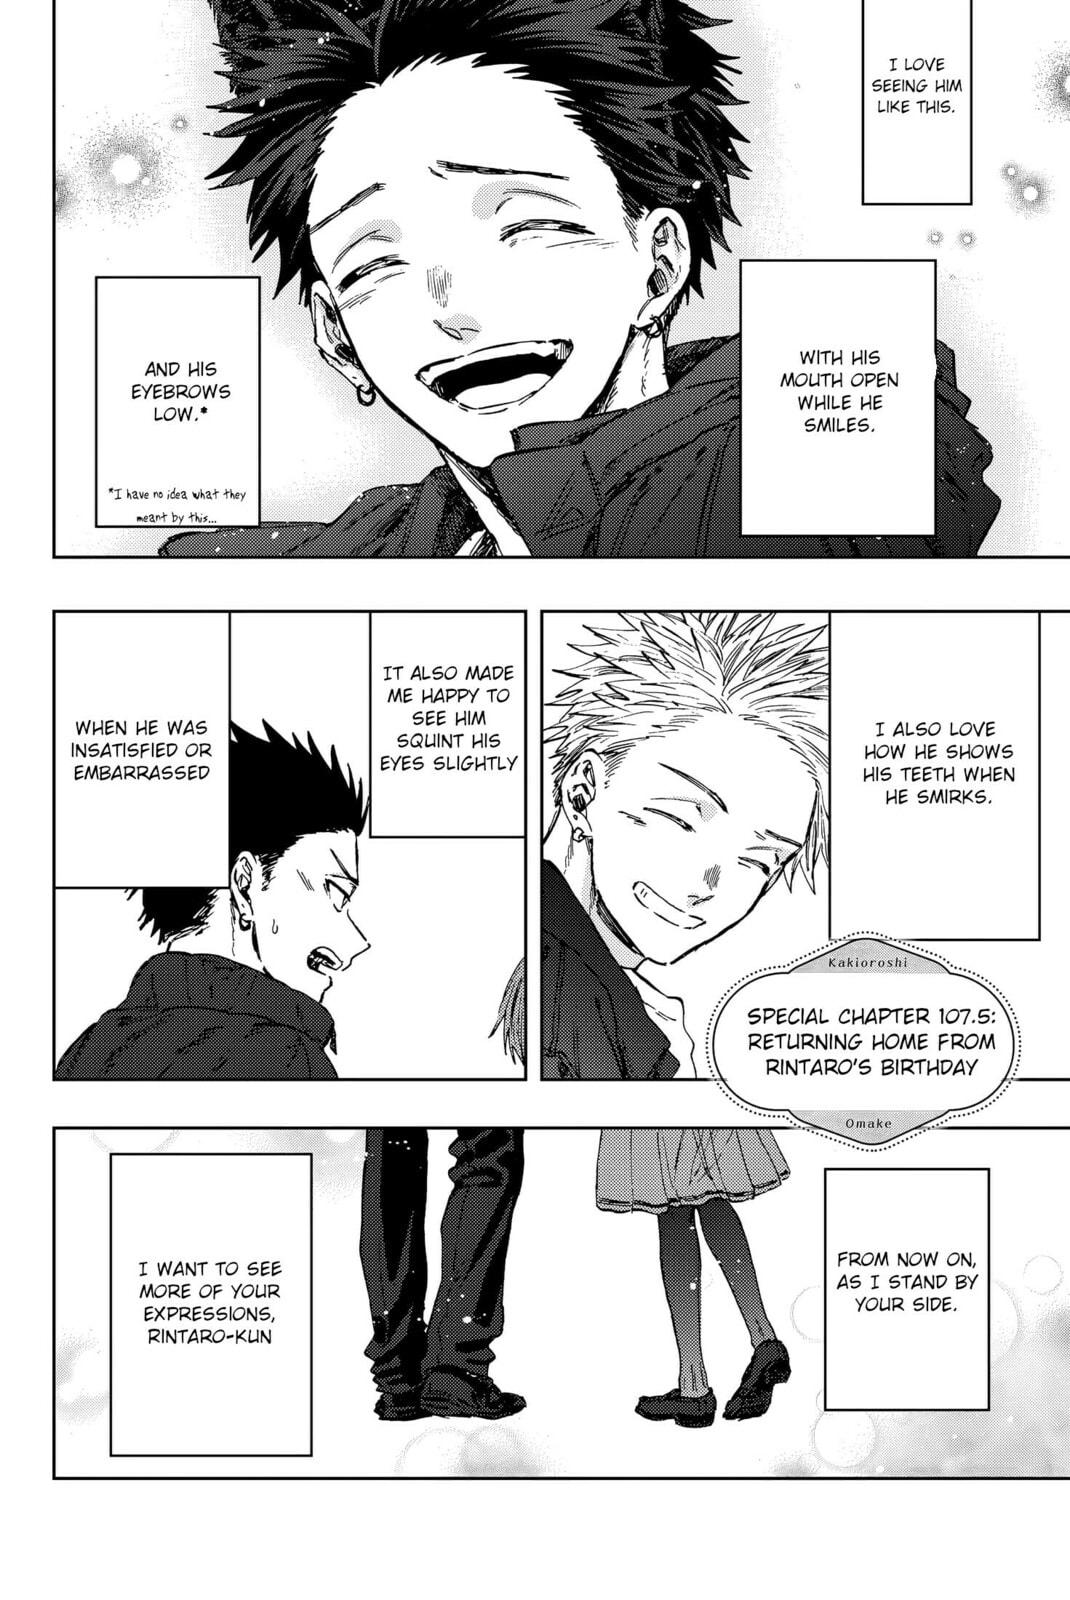 I LOVE
SEEING HIM
LIKE THIS.
WITH HIS
MOUTH OPEN
WHILE HE
SMILES.
AND HIS
EYEBROWS
LOW.*
*I have no idea what they
meant by this...
I ALSO LOVE
HOW HE SHOWS
HIS TEETH WHEN
HE SMIRKS.
IT ALSO MADE
ME HAPPY TO
SEE HIM
SQUINT HIS
EYES SLIGHTLY
WHEN HE WAS
INSATISFIED OR
EMBARRASSED
Kakioroshi
SPECIAL CHAPTER 107.5:
RETURNING HOME FROM
RINTARO'S BIRTHDAY
Omake
FROM NOW ON,
AS I STAND BY
YOUR SIDE.
I WANT TO SEE
MORE OF YOUR
EXPRESSIONS,
RINTARO-KUN